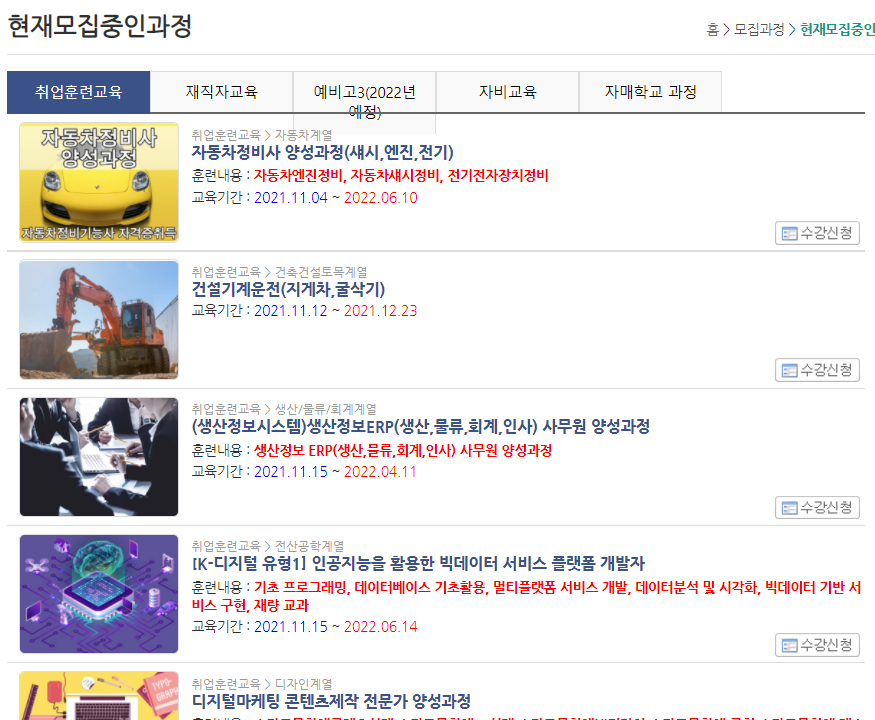 현재모집중인과정
홈 > 모집과정 > 현재모집중인
취업훈련교육
재직자교육
예비고3(2022년
예정)
자비교육
자매학교 과정
자동차정비사
양성과정
자동차정비기능사 자격증취득
취업훈련교육 > 자동차계열
자동차정비사 양성과정(섀시,엔진,전기)
훈련내용 : 자동차엔진정비, 자동차섀시정비, 전기전자장치정비
교육기간 : 2021.11.04 ~ 2022.06.10
수강신청
취업훈련교육 > 건축건설토목계열
건설기계운전(지게차,굴삭기)
교육기간 : 2021.11.12 ~ 2021.12.23
수강신청
취업훈련교육 > 생산/물류/회계계열
(생산정보시스템)생산정보ERP(생산,물류,회계,인사) 사무원 양성과정
훈련내용 : 생산정보 ERP(생산,물류,회계,인사) 사무원 양성과정
교육기간 : 2021.11.15 ~ 2022.04.11
수강신청
취업훈련교육 > 전산공학계열
[K-디지털 유형1] 인공지능을 활용한 빅데이터 서비스 플랫폼 개발자
훈련내용 : 기초 프로그래밍, 데이터베이스 기초활용, 멀티플랫폼 서비스 개발, 데이터분석 및 시각화, 빅데이터 기반 서
비스 구현, 재량 교과
교육기간 : 2021.11.15 ~ 2022.06.14
수강신청
TYPO-
GRAPH
취업훈련교육 > 디자인계열
디지털마케팅 콘텐츠제작 전문가 양성과정